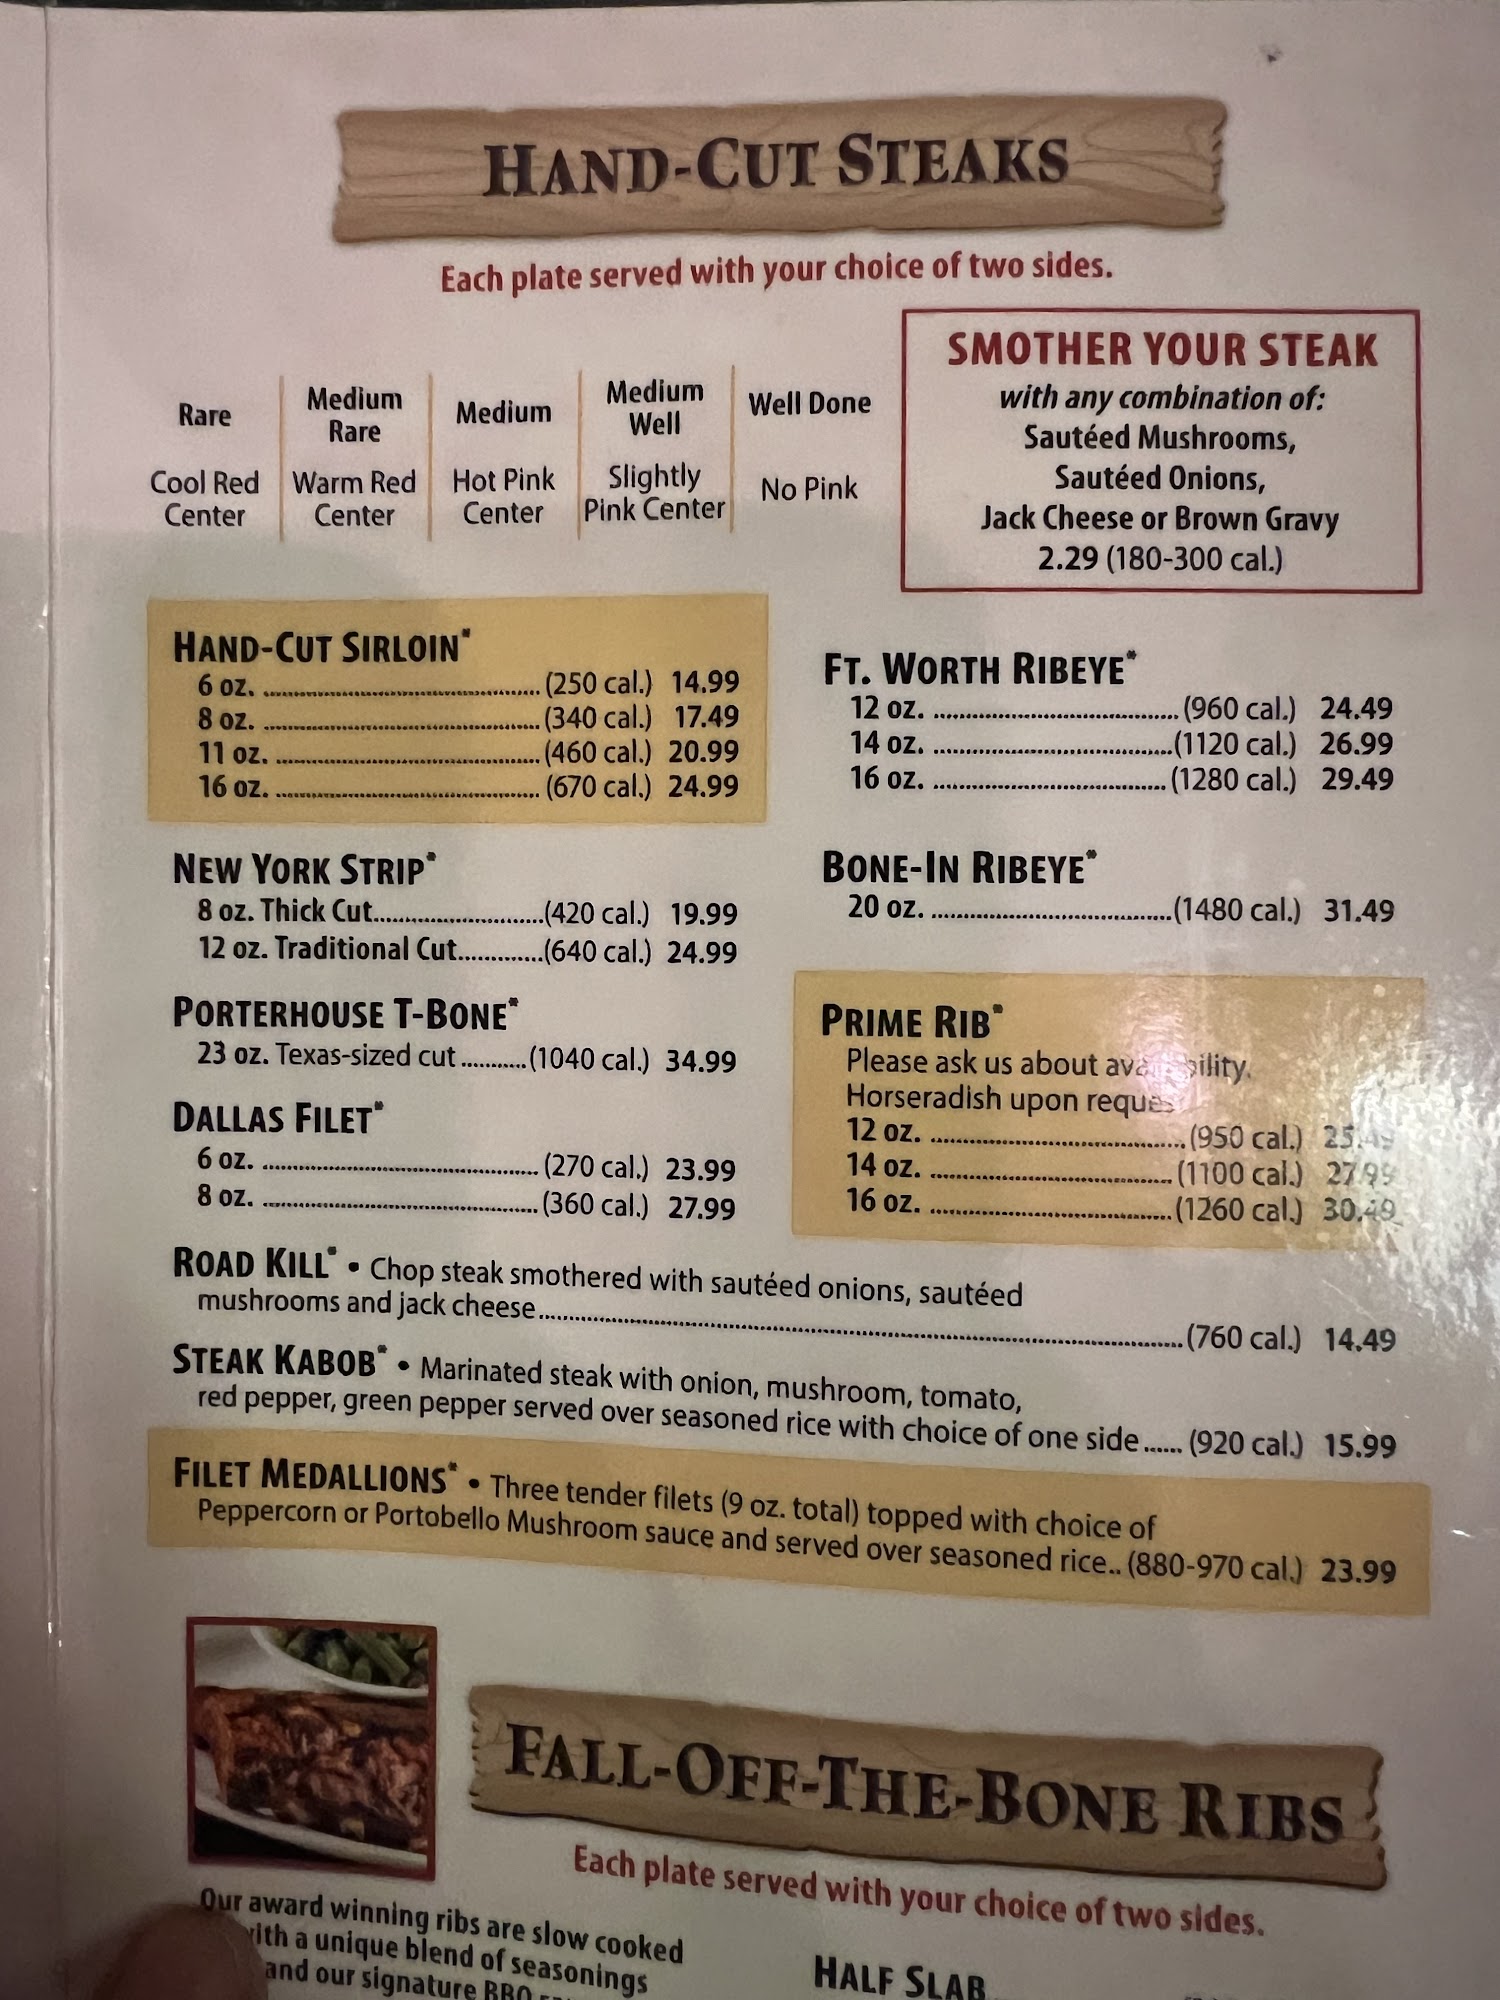 HAND-CUT STEAKS
Each plate served with your choice of two sides.
Rare
Cool Red
Center
Medium
Rare
Warm Red
Center
Medium
Hot Pink
Center
Medium
Well
Slightly
Pink Center
Well Done
No Pink
SMOTHER YOUR STEAK
with any combination of:
Sautéed Mushrooms,
Sautéed Onions,
Jack Cheese or Brown Gravy
2.29 (180-300 cal.)
HAND-CUT SIRLOIN*
6 oz. (250 cal.) 14.99
8 oz. (340 cal.) 17.49
11 oz. (460 cal.) 20.99
16 oz. (670 cal.) 24.99
NEW YORK STRIP*
8 oz. Thick Cut (420 cal.) 19.99
12 oz. Traditional Cut (640 cal.) 24.99
PORTERHOUSE T-BONE*
23 oz. Texas-sized cut (1040 cal.) 34.99
DALLAS FILET*
6 oz. (270 cal.) 23.99
8 oz. (360 cal.) 27.99
FT. WORTH RIBEYE*
12 oz. (960 cal.) 24.49
14 oz. (1120 cal.) 26.99
16 oz. (1280 cal.) 29.49
BONE-IN RIBEYE*
20 oz. (1480 cal.) 31.49
PRIME RIB*
Please ask us about availability.
Horseradish upon
12 oz. (950 cal.) 25.49
14 oz. (1100 cal.) 27.99
16 oz. (1260 cal.) 30.49
ROAD KILL* • Chop steak smothered with sautéed onions, sautéed
mushrooms and jack cheese (760 cal.) 14.49
STEAK KABOB* • Marinated steak with onion, mushroom, tomato,
red pepper, green pepper served over seasoned rice with choice of one side (920 cal.) 15.99
FILET MEDALLIONS* • Three tender filets (9 oz. total) topped with choice of
Peppercorn or Portobello Mushroom sauce and served over seasoned rice.. (880-970 cal.) 23.99
FALL-OFF-THE-BONE RIBS
Each plate served with your choice of two sides.
Our award winning ribs are slow cooked
with a unique blend of seasonings
and our signature BBQ
HALF SLAB